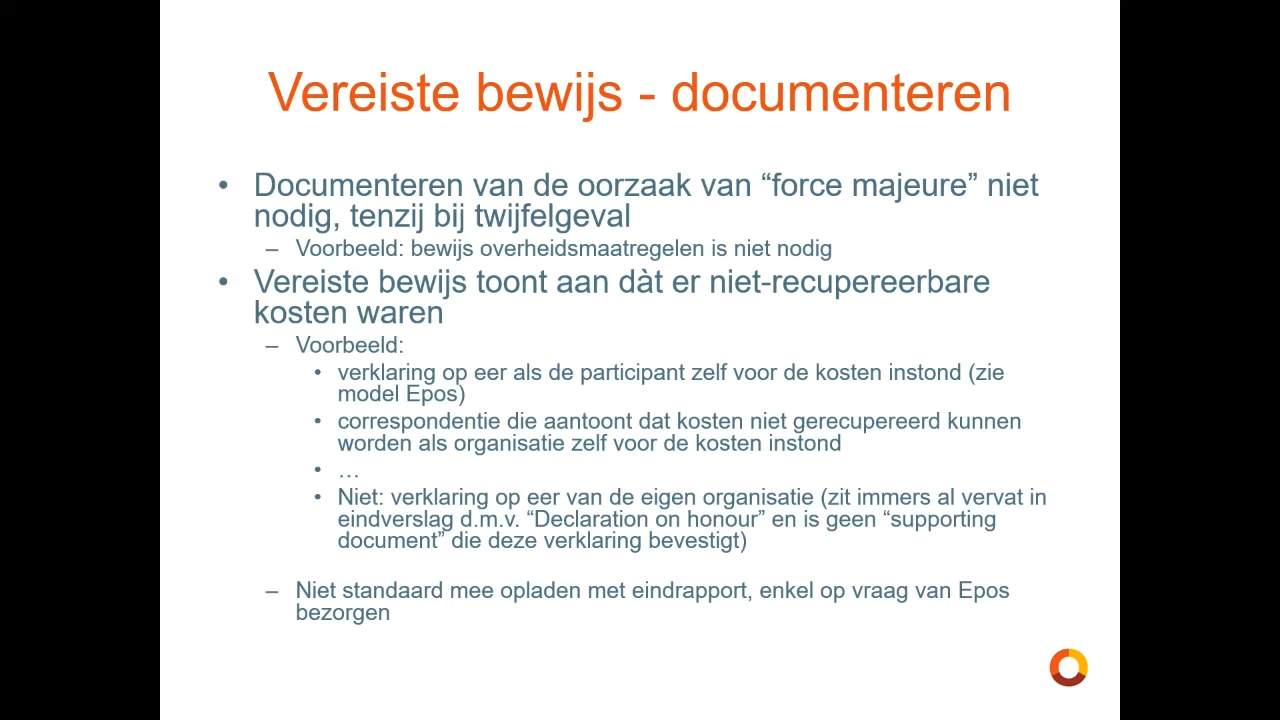 Vereiste bewijs - documenteren
• Documenteren van de oorzaak van “force majeure” niet
nodig, tenzij bij twijfelgeval
– Voorbeeld: bewijs overheidsmaatregelen is niet nodig
• Vereiste bewijs toont aan dàt er niet-recupereerbare
kosten waren
– Voorbeeld:
• verklaring op eer als de participant zelf voor de kosten instond (zie
model Epos)
• correspondentie die aantoont dat kosten niet gerecupereerd kunnen
worden als organisatie zelf voor de kosten instond
• …
• Niet: verklaring op eer van de eigen organisatie (zit immers al vervat in
eindverslag d.m.v. “Declaration on honour” en is geen “supporting
document” die deze verklaring bevestigt)
– Niet standaard mee opladen met eindrapport, enkel op vraag van Epos
bezorgen